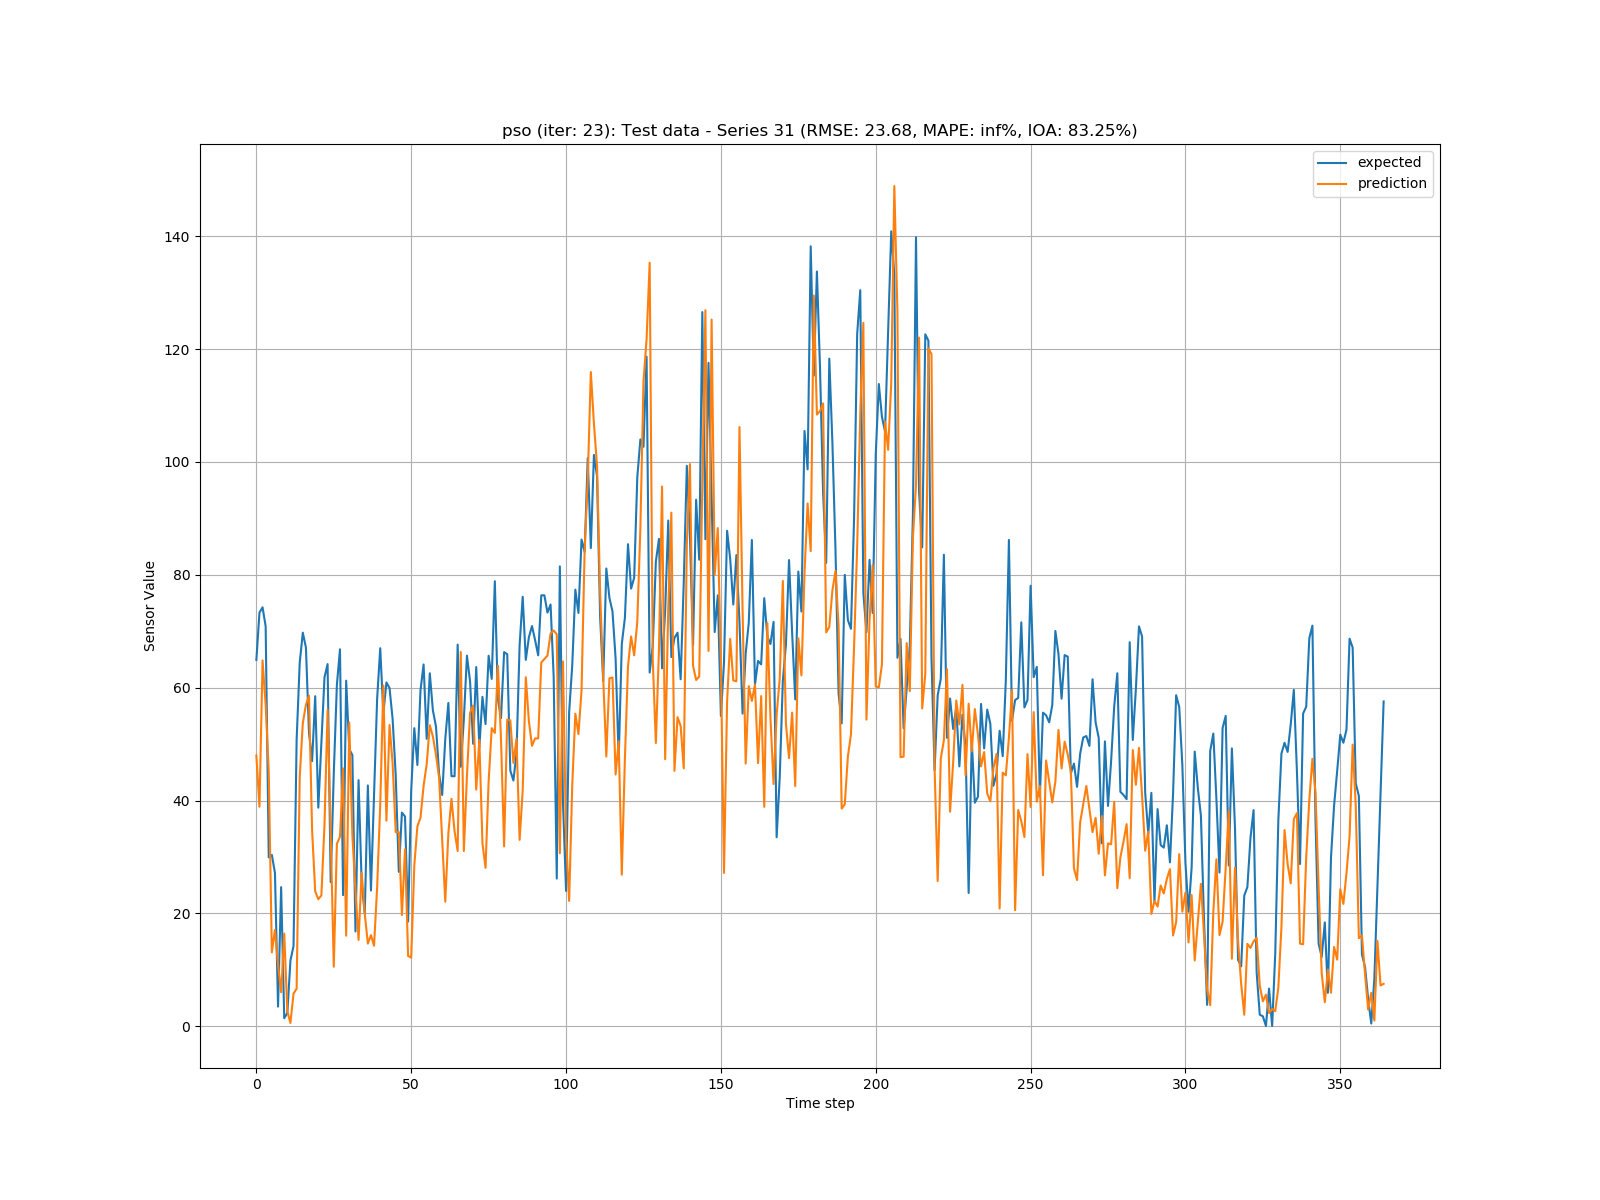 pso (iter: 23): Test data - Series 31 (RMSE: 23.68, MAPE: inf%, IOA: 83.25%)
expected
prediction
140
120
100
80
60
40
20
0
Sensor Value
0 50 100 150 200 250 300 350
Time step